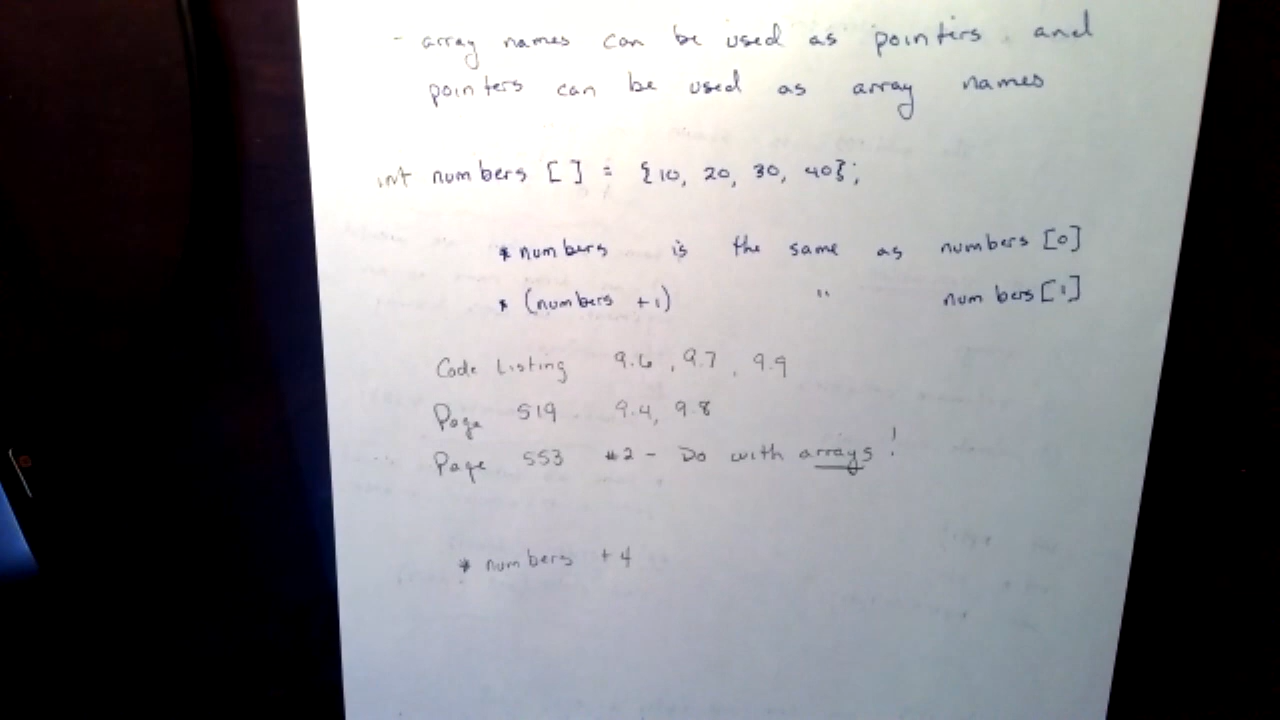 - array names can be used as pointers and
pointers can be used as array names
int numbers [ ] = {10, 20, 30, 40};
* numbers is the same as numbers [0]
* (numbers +1) " numbers [1]
Code Listing 9.6, 9.7, 9.9
Page 519 9.4, 9.8
Page 553 #2 - Do with arrays!
* numbers + 4